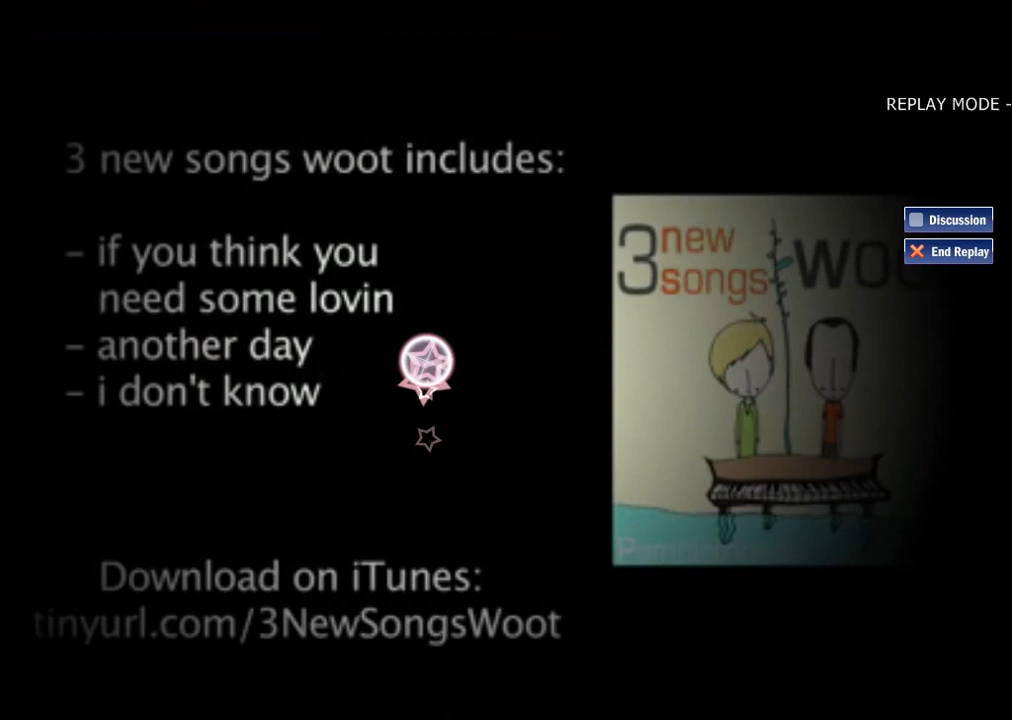 REPLAY MODE -
3 new songs woot includes:
– if you think you
need some lovin
– another day
– i don't know
3 new songs
Discussion
End Replay
Download on iTunes:
tinyurl.com/3NewSongsWoot